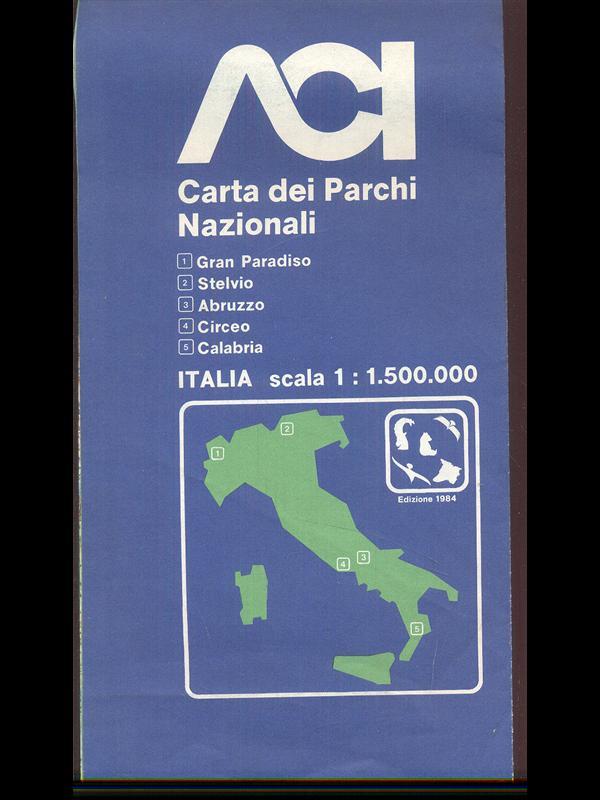 ACI
Carta dei Parchi
Nazionali
1 Gran Paradiso
2 Stelvio
3 Abruzzo
4 Circeo
5 Calabria
ITALIA scala 1 : 1.500.000
2
1
Edizione 1984
3
4
5